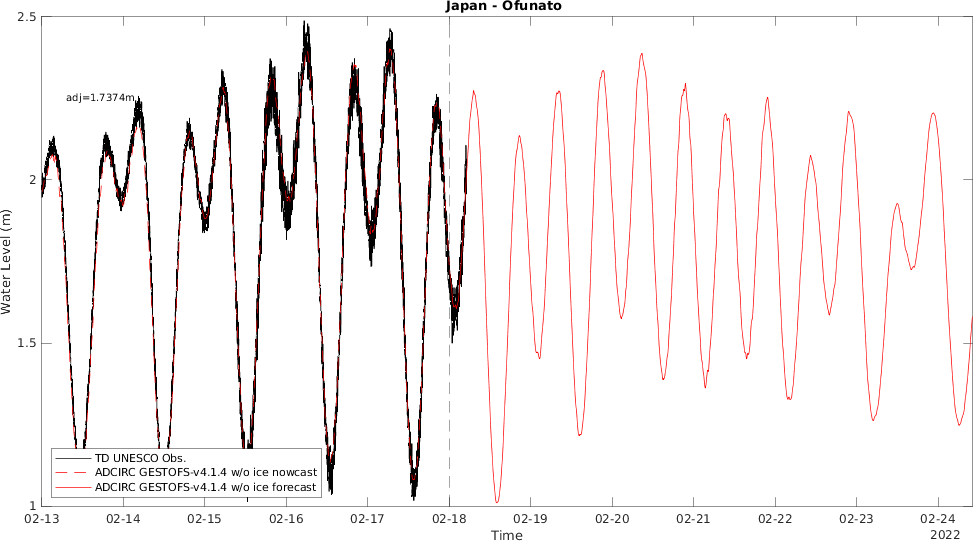 Japan - Ofunato
Water Level (m)
2.5
2
1.5
1
adj=1.7374m
TD UNESCO Obs.
ADCIRC GESTOFS-v4.1.4 w/o ice nowcast
ADCIRC GESTOFS-v4.1.4 w/o ice forecast
02-13 02-14 02-15 02-16 02-17 02-18 02-19 02-20 02-21 02-22 02-23 02-24
2022
Time